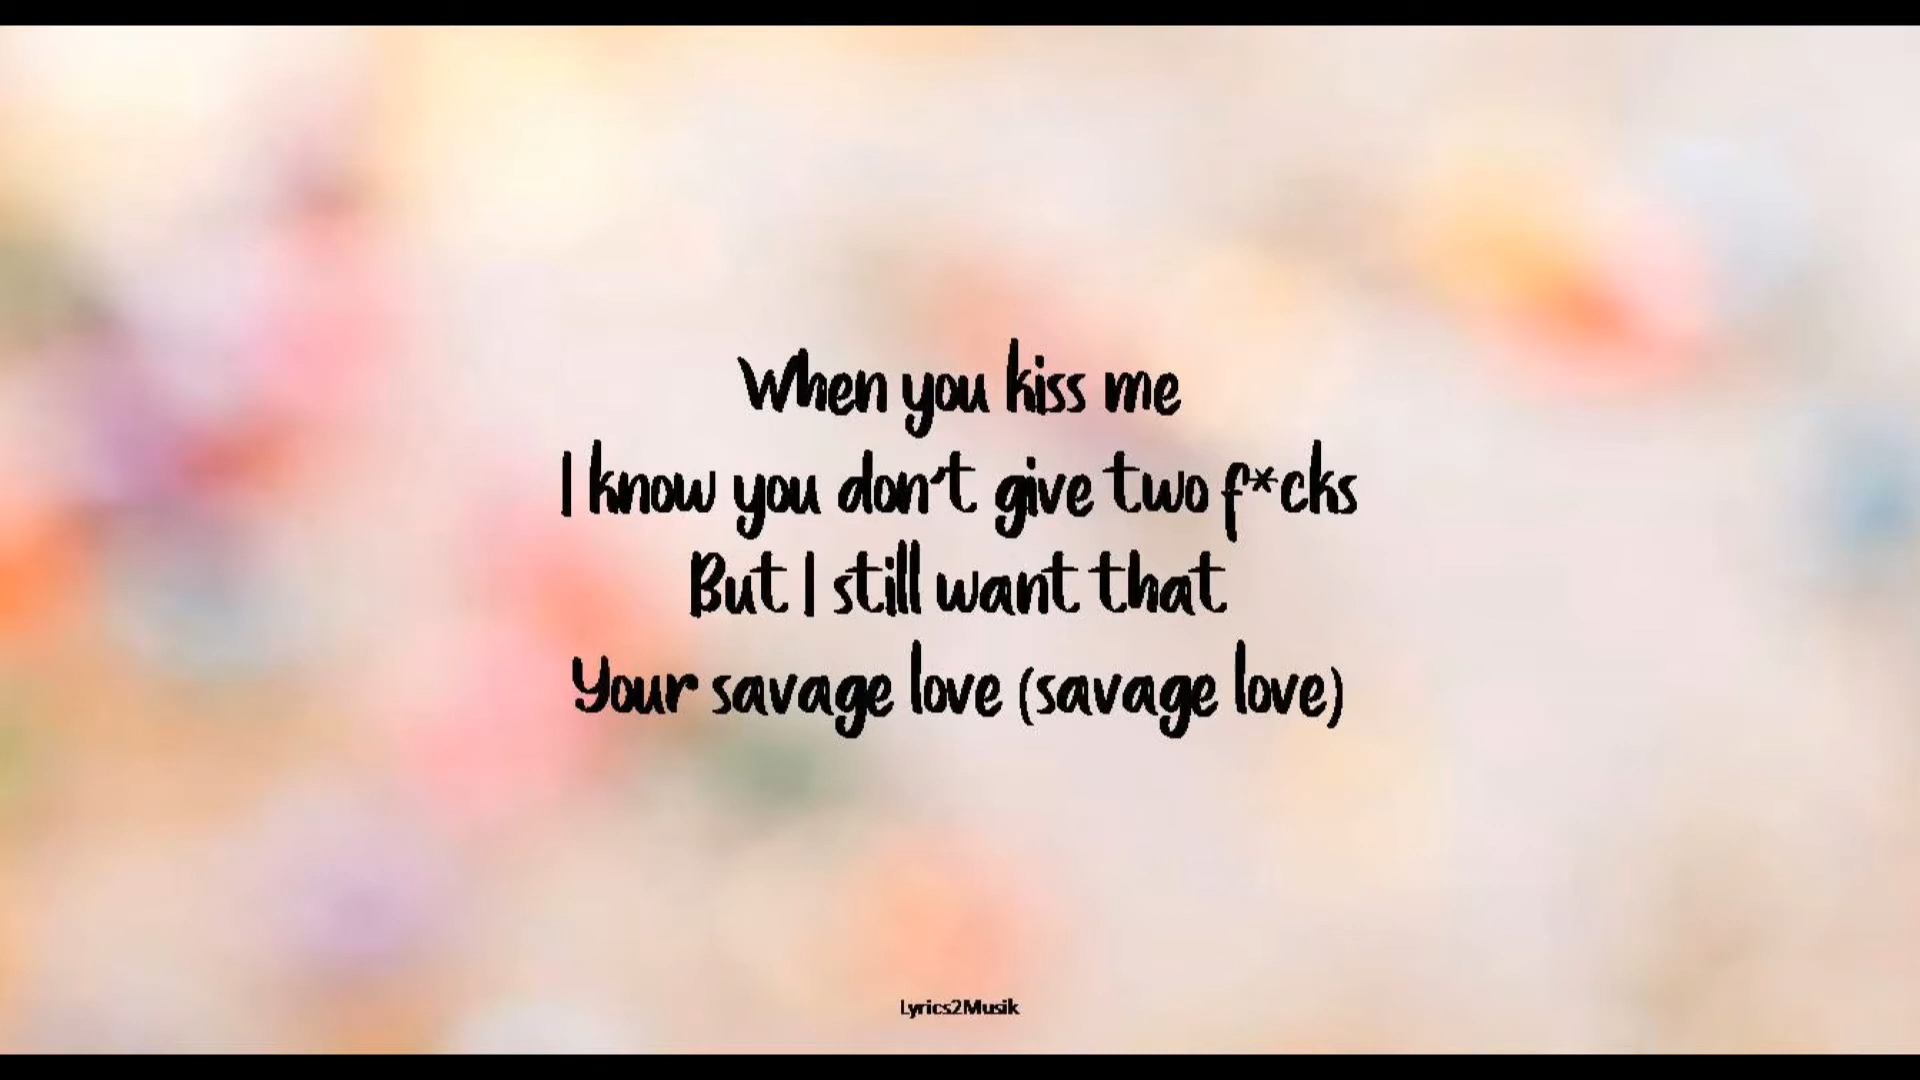 When you kiss me
I know you don't give two f*cks
But I still want that
Your savage love (savage love)
Lyrics2Musik